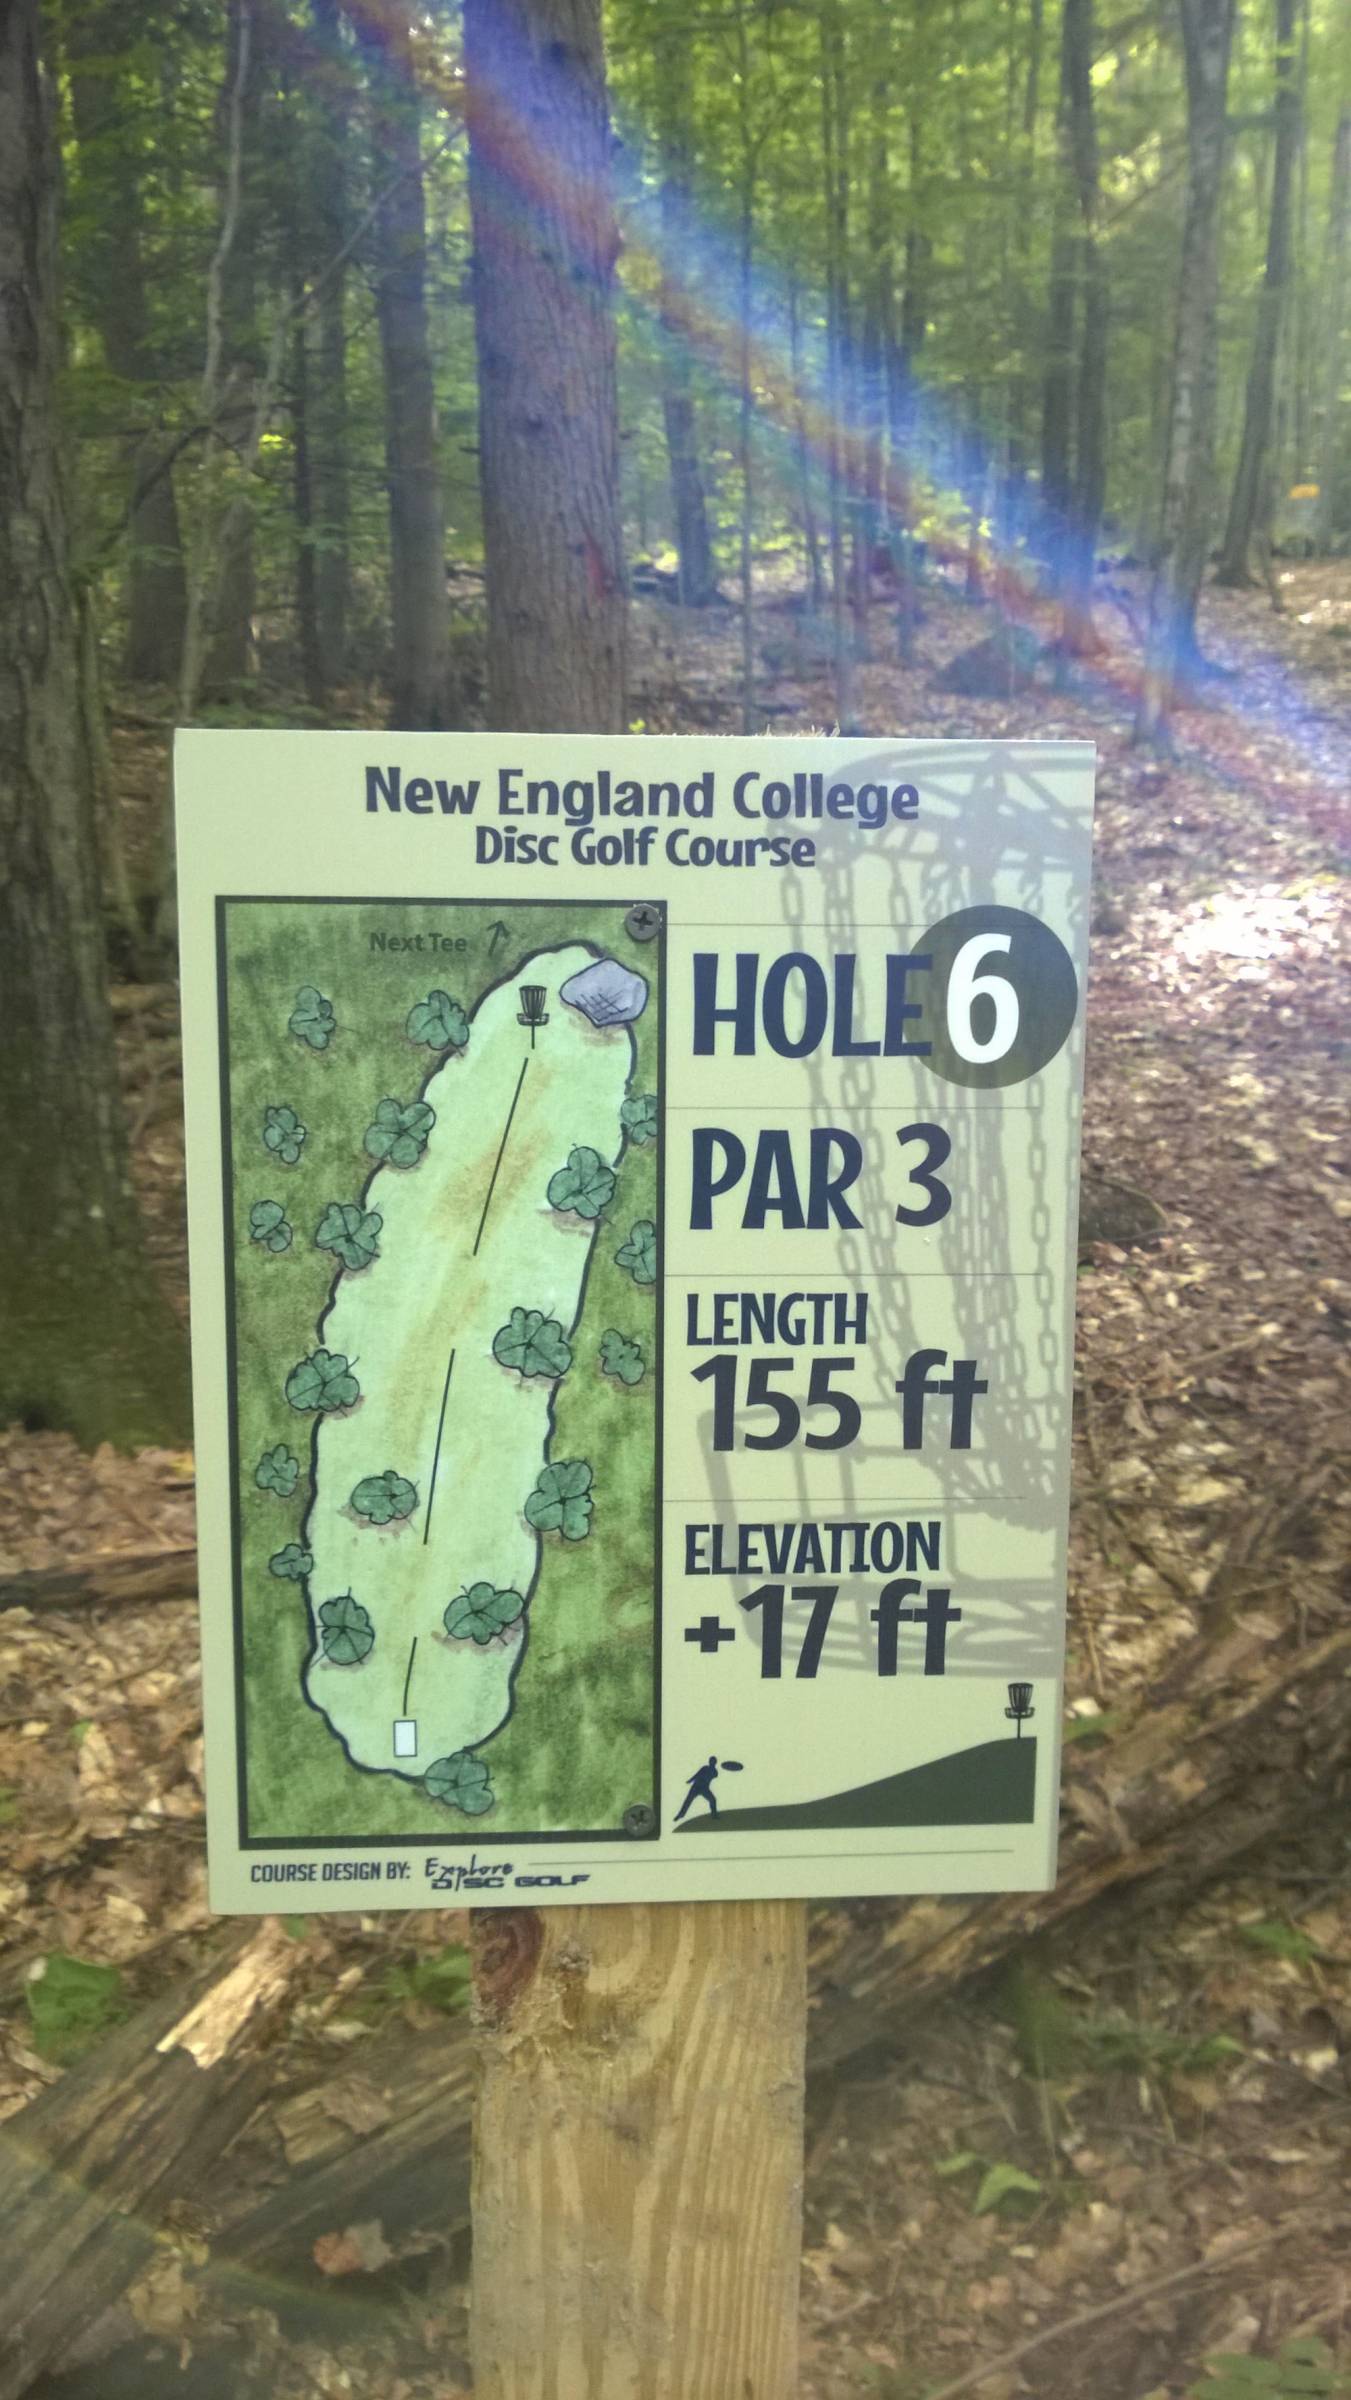 New England College
Disc Golf Course
Next Tee
HOLE 6
PAR 3
LENGTH
155 ft
ELEVATION
+17 ft
COURSE DESIGN BY: Explore
DISC GOLF